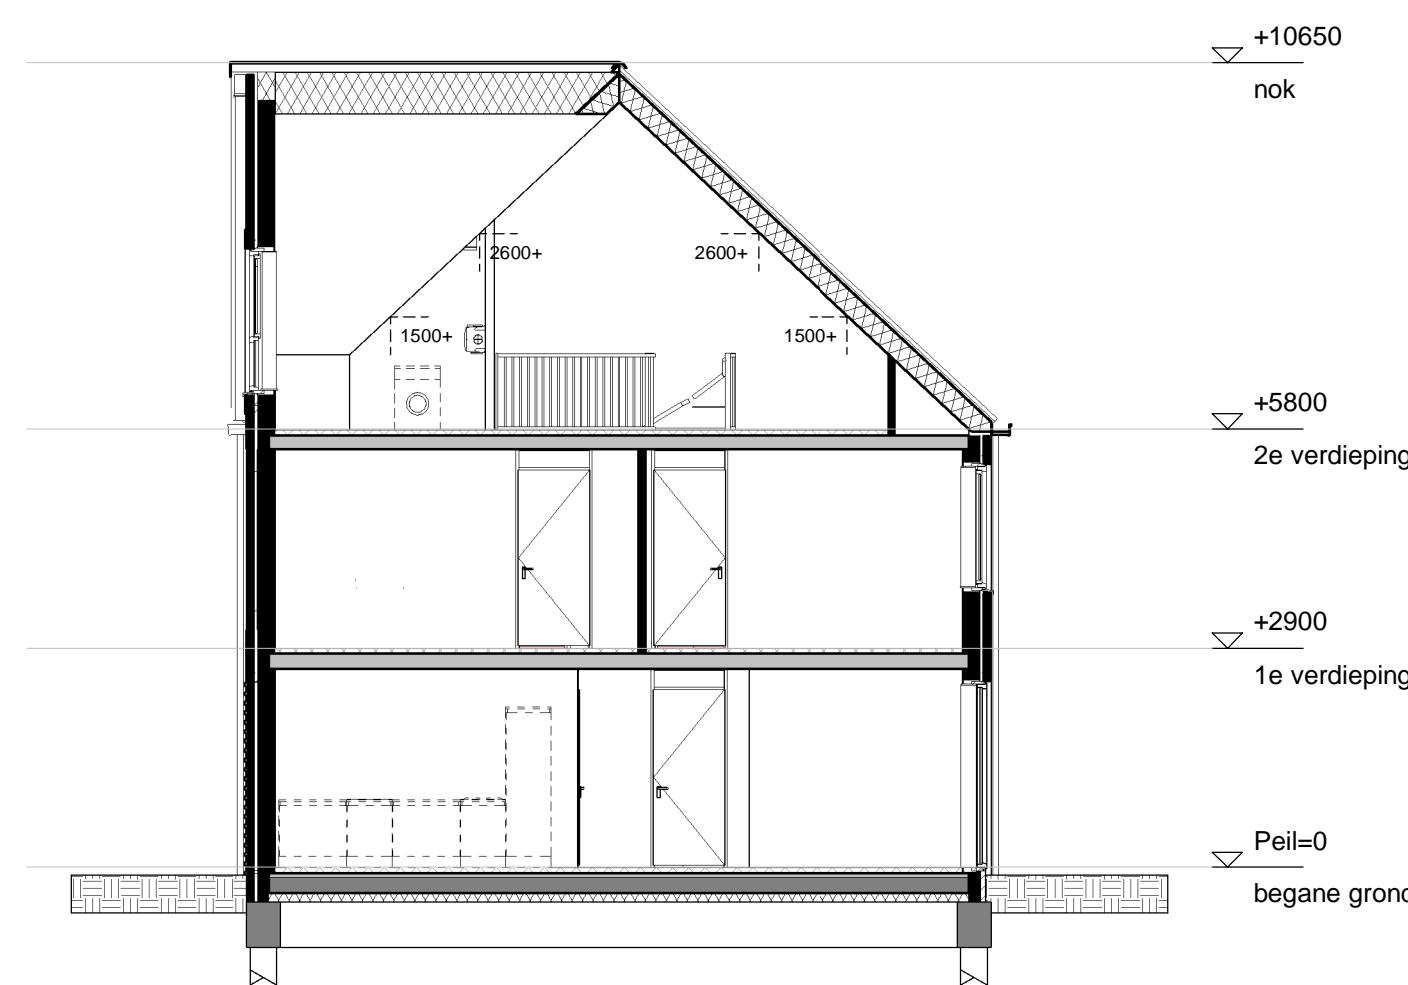 +10650
nok
2600+
2600+
1500+
1500+
+5800
2e verdieping
+2900
1e verdieping
Peil=0
begane grond